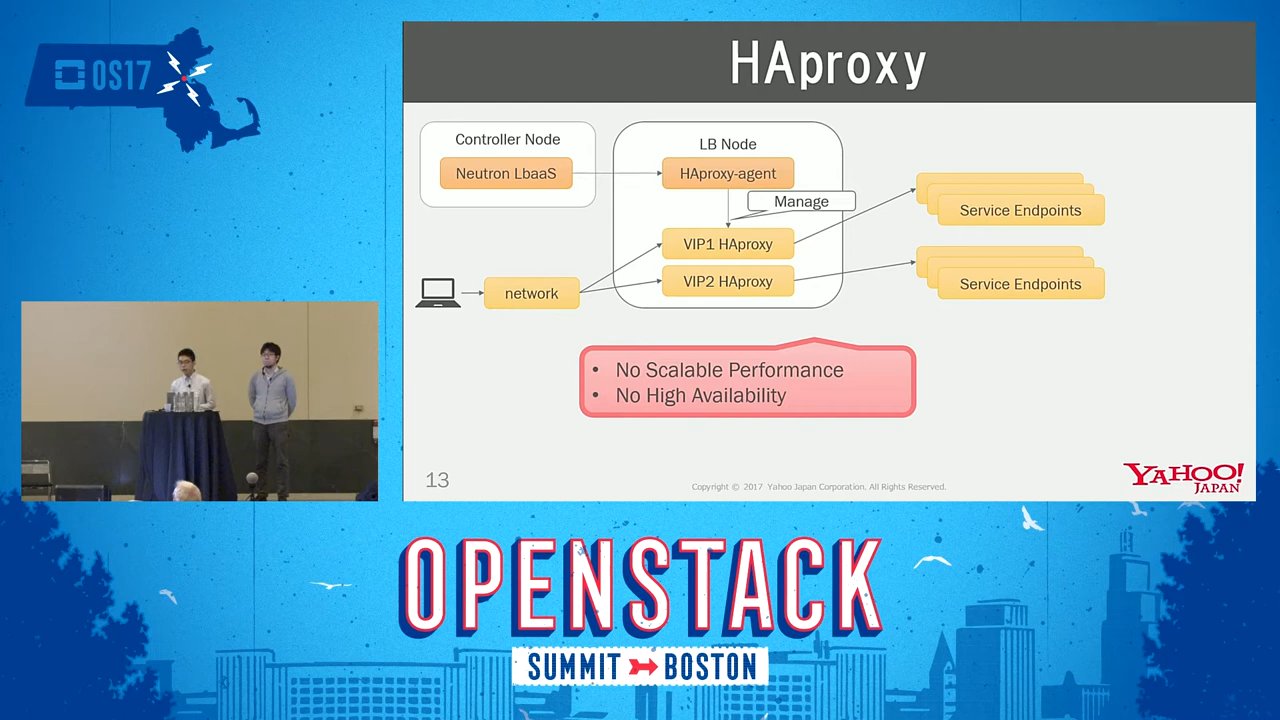 OS17
HAproxy
Controller Node
Neutron LbaaS
LB Node
HAproxy-agent
Manage
VIP1 HAproxy
VIP2 HAproxy
network
Service Endpoints
Service Endpoints
• No Scalable Performance
• No High Availability
13
Copyright © 2017 Yahoo Japan Corporation. All Rights Reserved.
YAHOO!
JAPAN
OPENSTACK
SUMMIT BOSTON